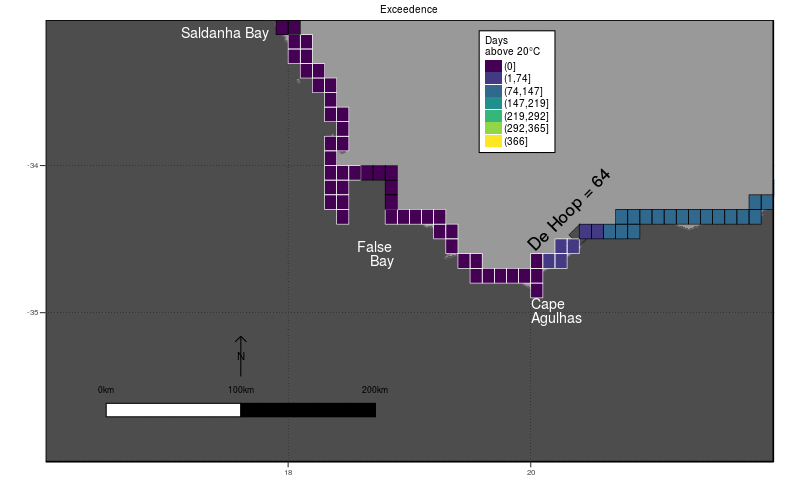 Exceedence
Saldanha Bay
Days
above 20°C
(0]
(1,74]
(74,147]
(147,219]
(219,292]
(292,365]
(366]
-34
De Hoop = 64
False
Bay
Cape
Agulhas
-35
N
0km 100km 200km
18 20